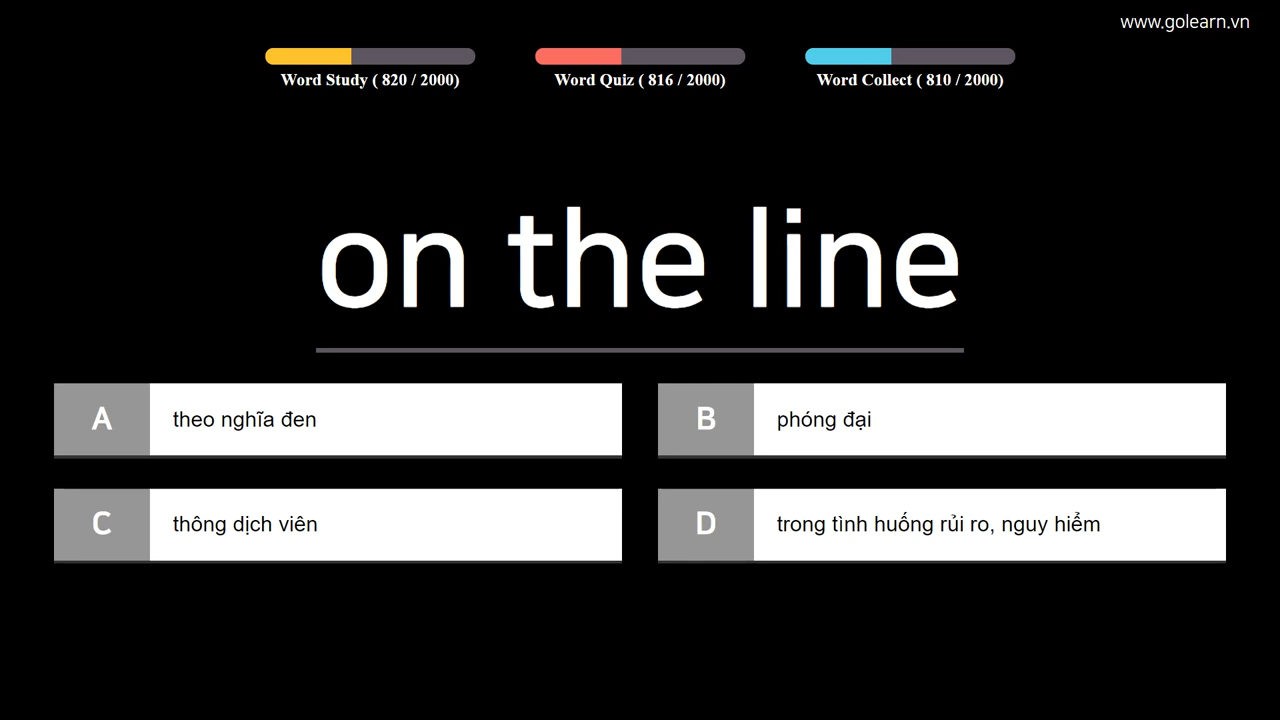 www.golearn.vn
Word Study ( 820 / 2000)
Word Quiz ( 816 / 2000)
Word Collect ( 810 / 2000)
on the line
A theo nghĩa đen
B phóng đại
C thông dịch viên
D trong tình huống rủi ro, nguy hiểm